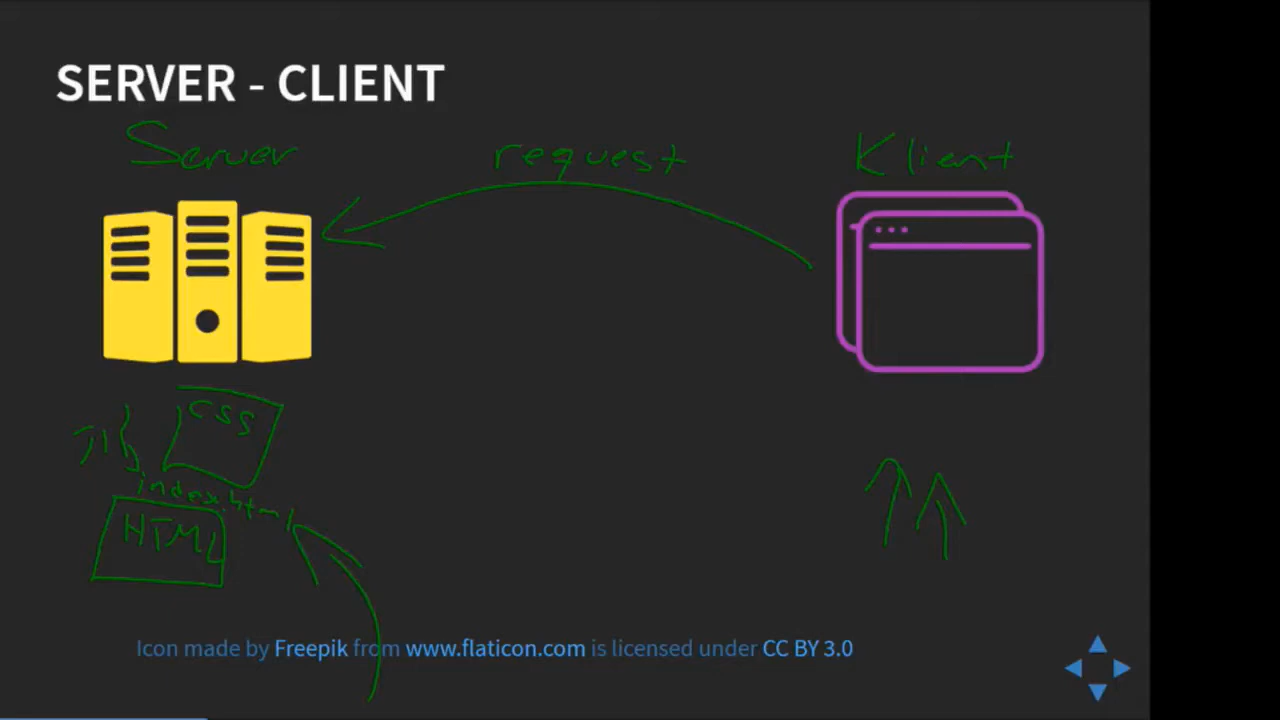 SERVER - CLIENT
Server
request
Klient
CSS
index.html
HTML
Icon made by Freepik from www.flaticon.com is licensed under CC BY 3.0